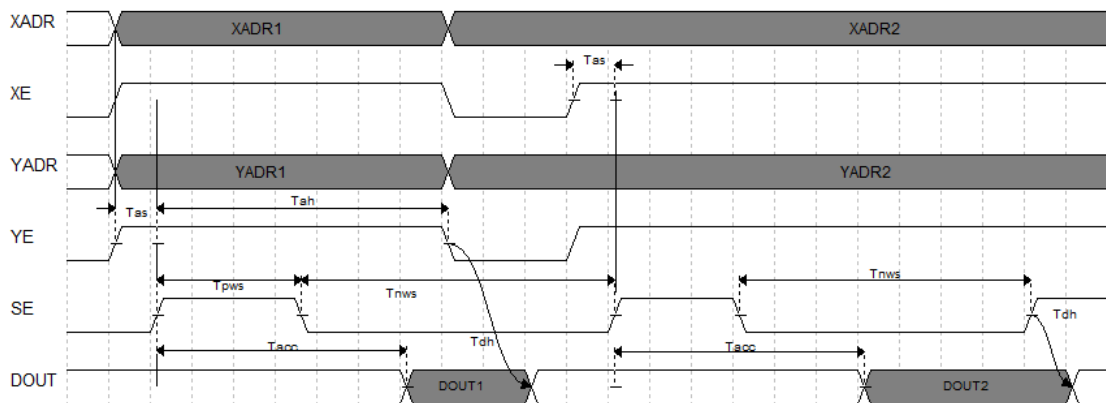 XADR XADR1 XADR2
Tas
XE
YADR YADR1 YADR2
Tas Tah
YE
Tpws Tnws Tnws
SE Tdh Tdh
Tacc Tacc
DOUT DOUT1 DOUT2